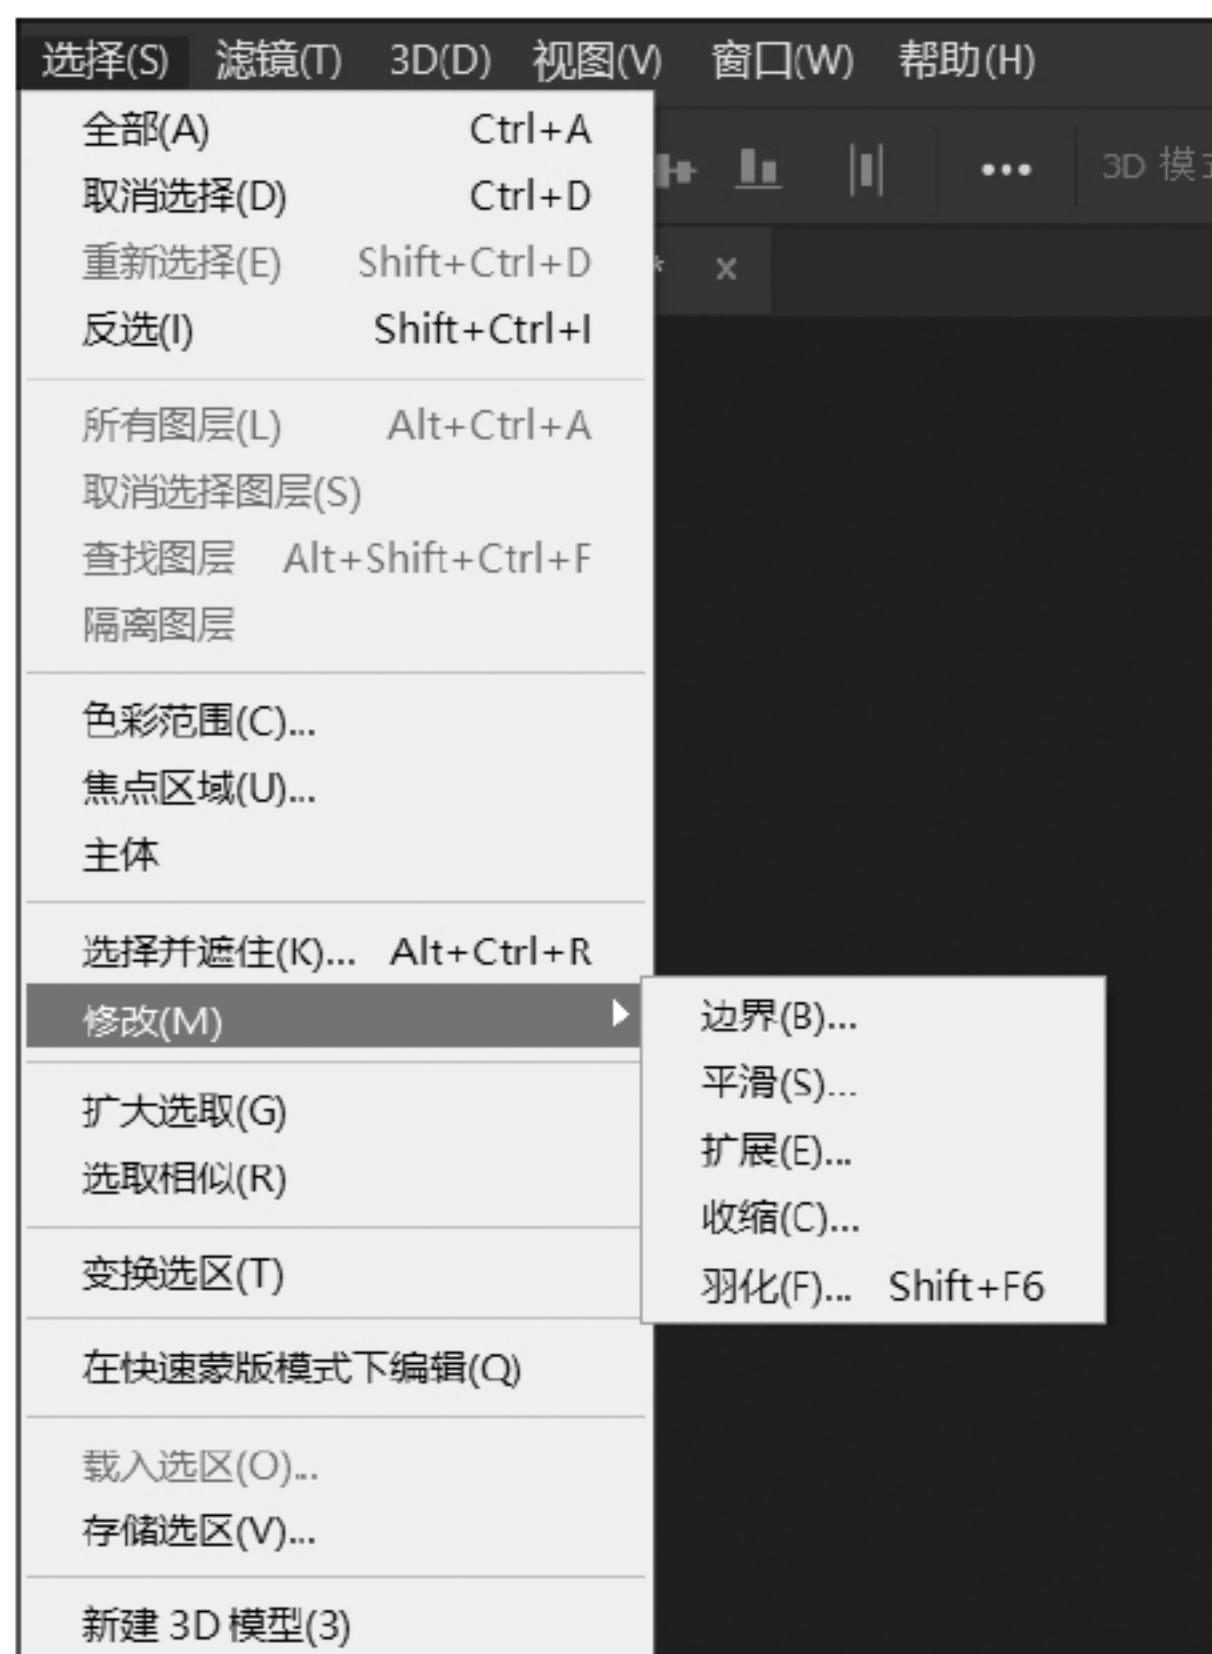 选择(S) 滤镜(T) 3D(D) 视图(V) 窗口(W) 帮助(H)
3D
全部(A) Ctrl+A
取消选择(D) Ctrl+D
重新选择(E) Shift+Ctrl+D
反选(I) Shift+Ctrl+I
所有图层(L) Alt+Ctrl+A
取消选择图层(S)
查找图层 Alt+Shift+Ctrl+F
隔离图层
色彩范围(C)...
焦点区域(U)...
主体
选择并遮住(K)... Alt+Ctrl+R
修改(M)
边界(B)...
平滑(S)...
扩展(E)...
收缩(C)...
羽化(F)... Shift+F6
扩大选取(G)
选取相似(R)
变换选区(T)
在快速蒙版模式下编辑(Q)
载入选区(O)...
存储选区(V)...
新建 3D 模型(3)